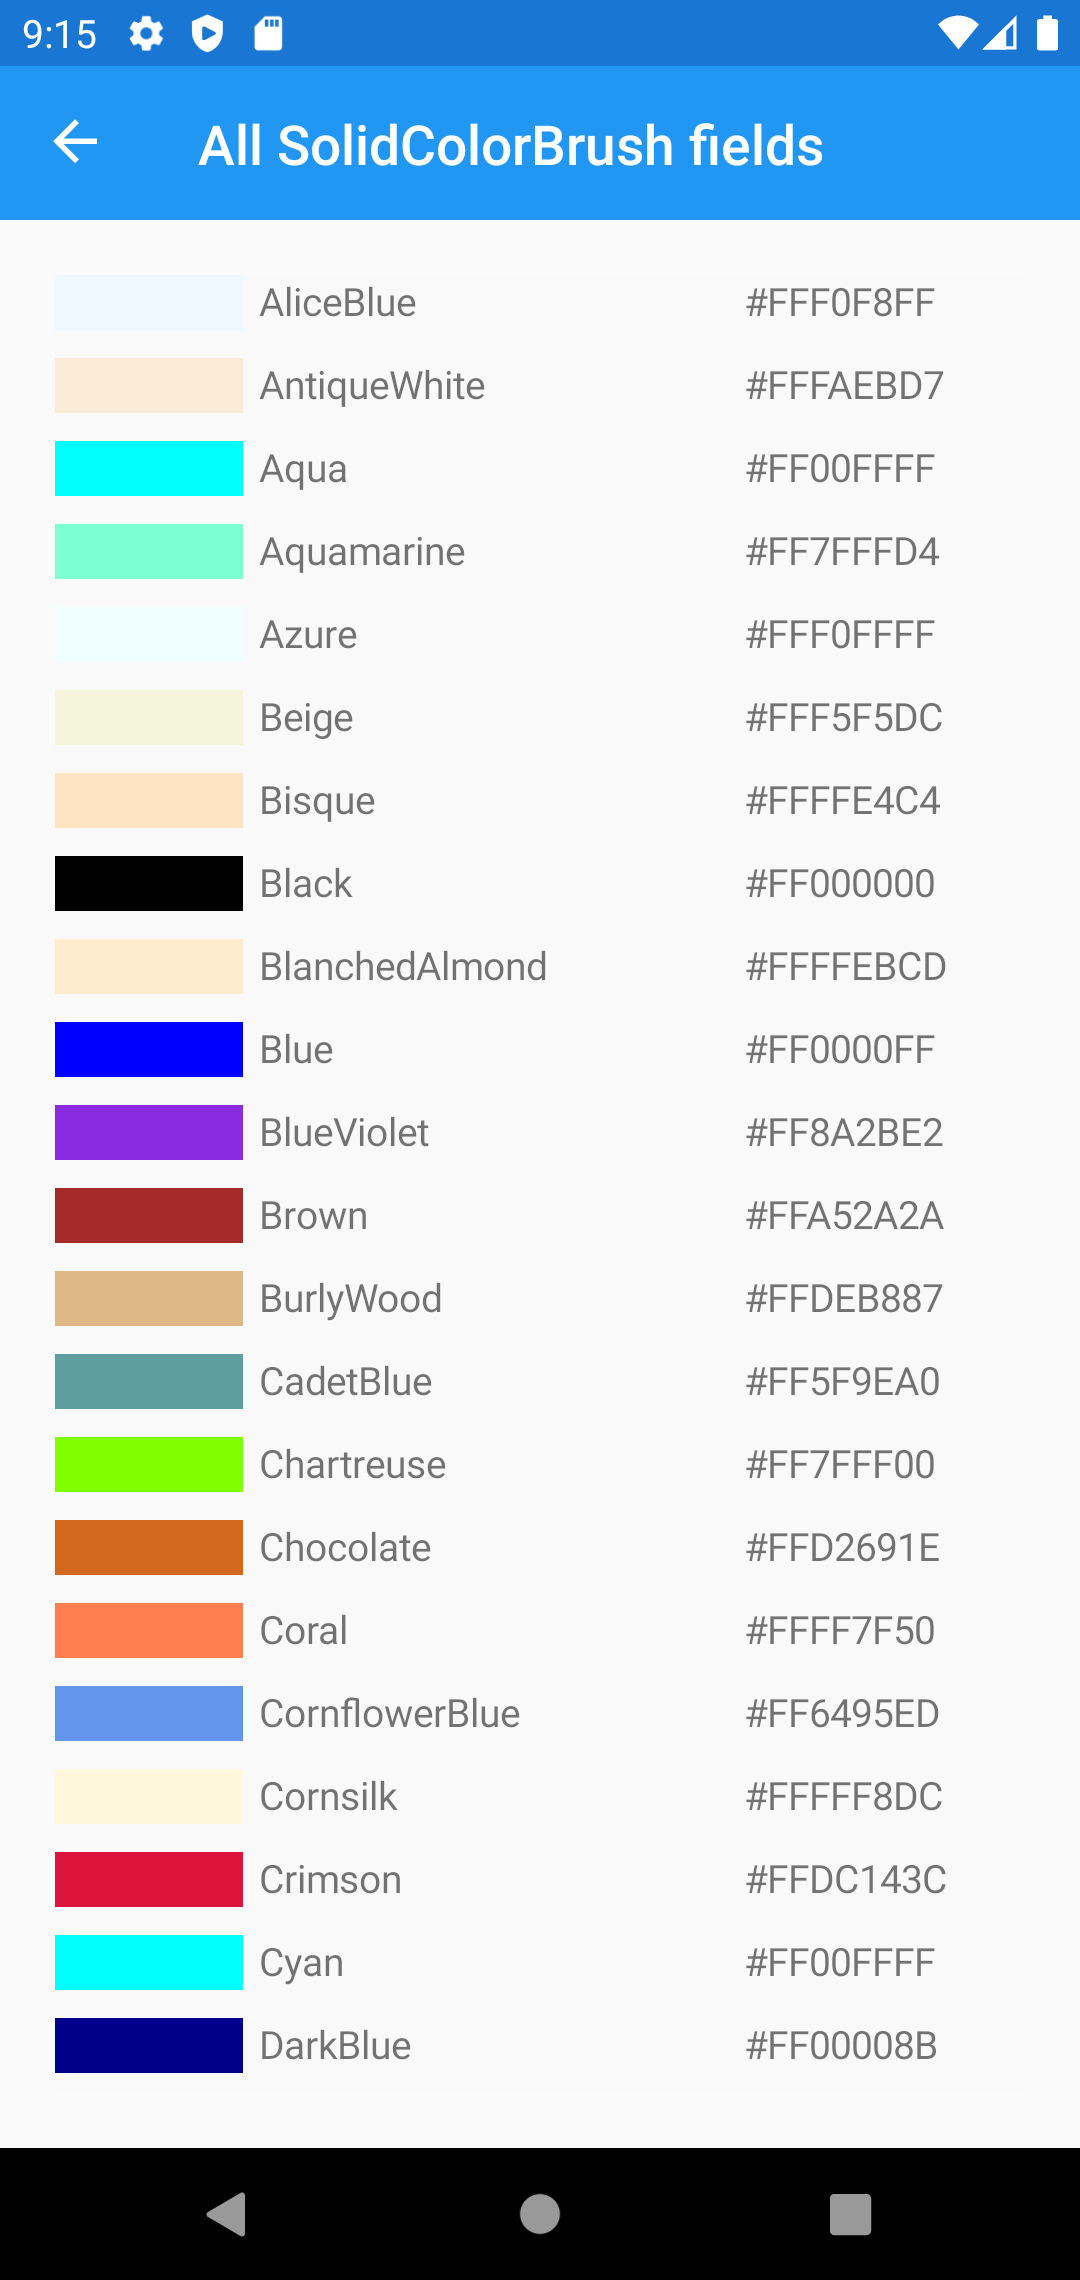 9:15
All SolidColorBrush fields
AliceBlue #FFF0F8FF
AntiqueWhite #FFFAEBD7
Aqua #FF00FFFF
Aquamarine #FF7FFFD4
Azure #FFF0FFFF
Beige #FFF5F5DC
Bisque #FFFFE4C4
Black #FF000000
BlanchedAlmond #FFFFEBCD
Blue #FF0000FF
BlueViolet #FF8A2BE2
Brown #FFA52A2A
BurlyWood #FFDEB887
CadetBlue #FF5F9EA0
Chartreuse #FF7FFF00
Chocolate #FFD2691E
Coral #FFFF7F50
CornflowerBlue #FF6495ED
Cornsilk #FFFFF8DC
Crimson #FFDC143C
Cyan #FF00FFFF
DarkBlue #FF00008B